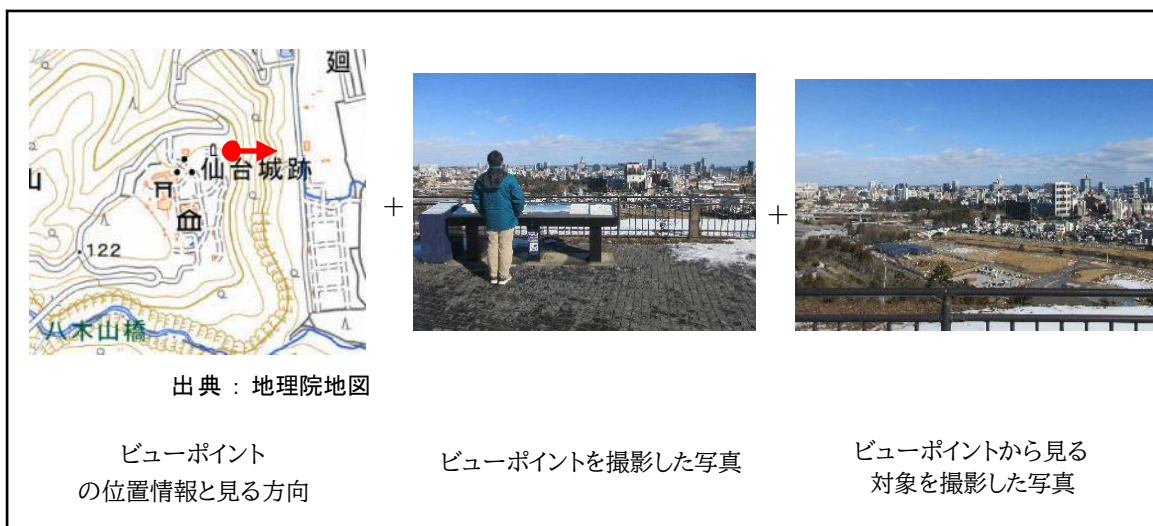 廻
仙台城跡
山
122
八木山橋
＋
＋
出典 : 地理院地図
ビューポイント
の位置情報と見る方向
ビューポイントを撮影した写真
ビューポイントから見る
対象を撮影した写真